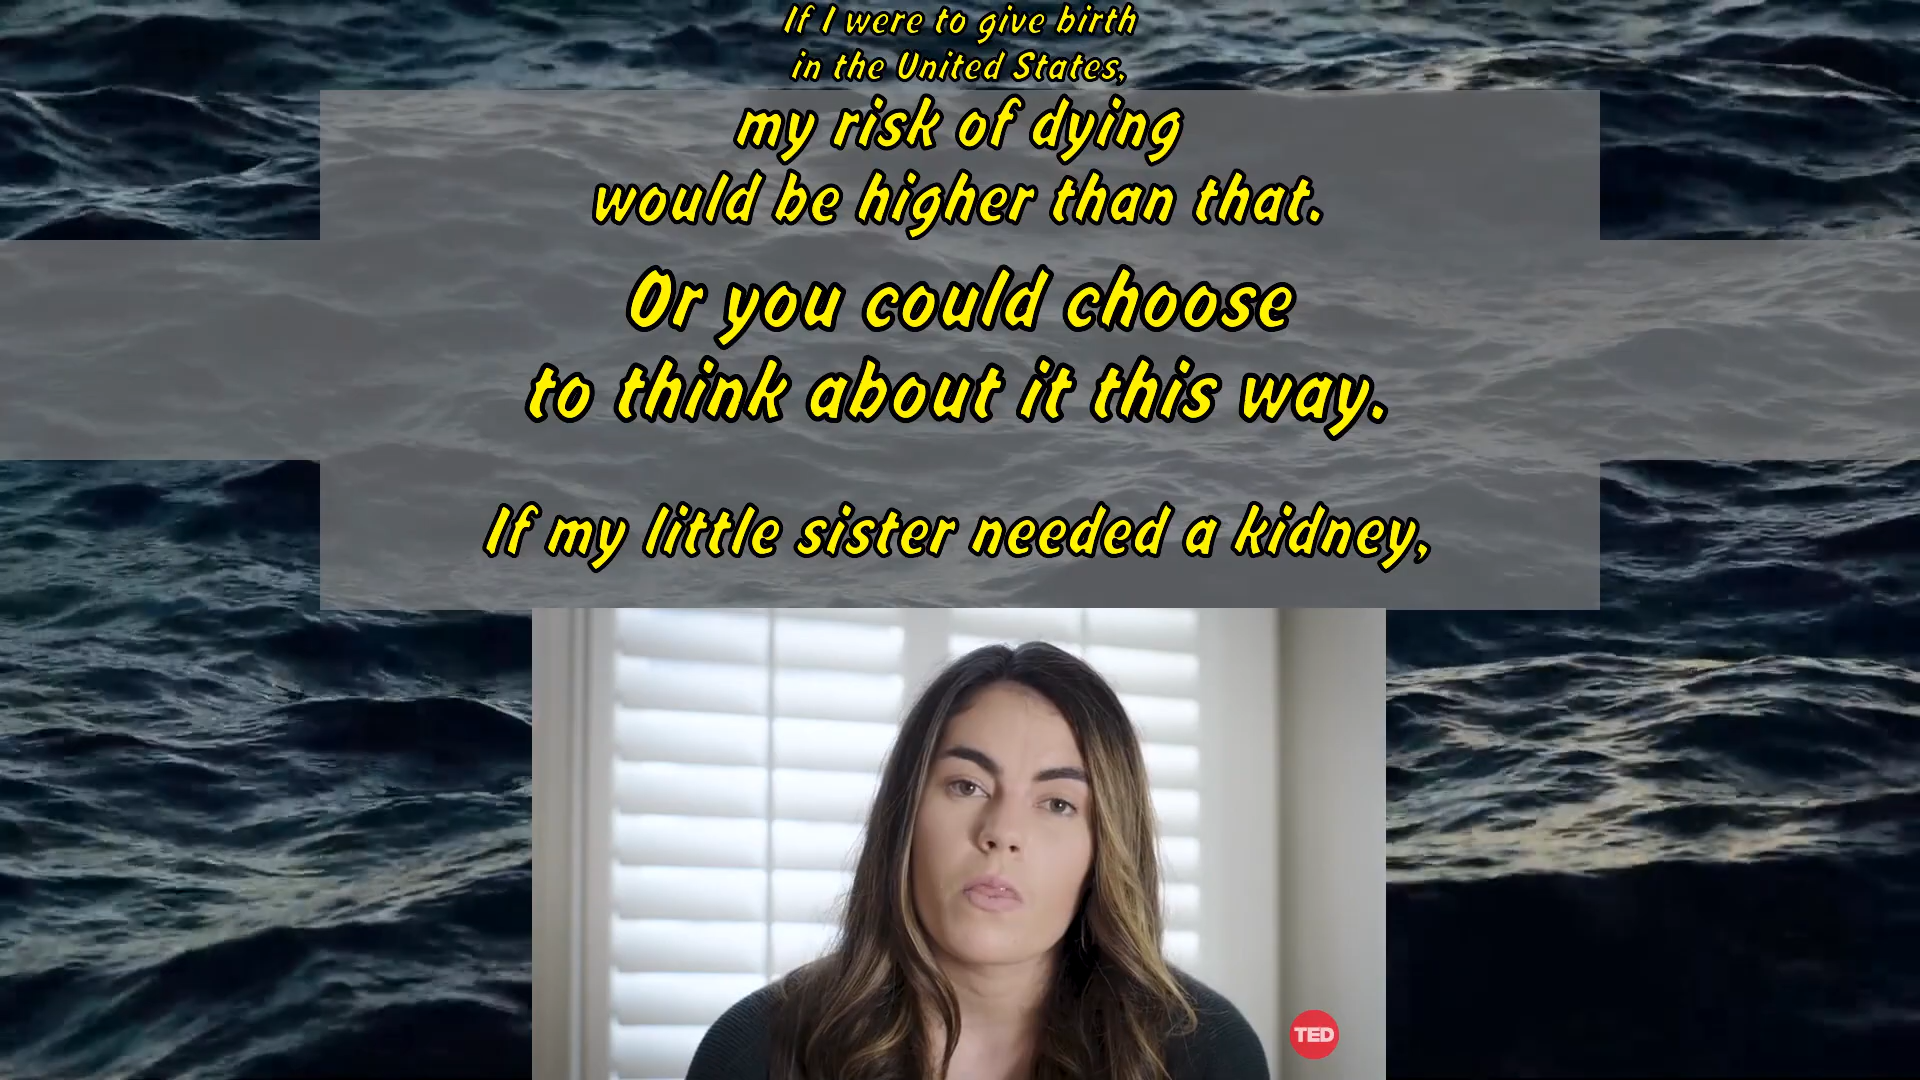 If I were to give birth
in the United States,
my risk of dying
would be higher than that.
Or you could choose
to think about it this way.
If my little sister needed a kidney,
TED